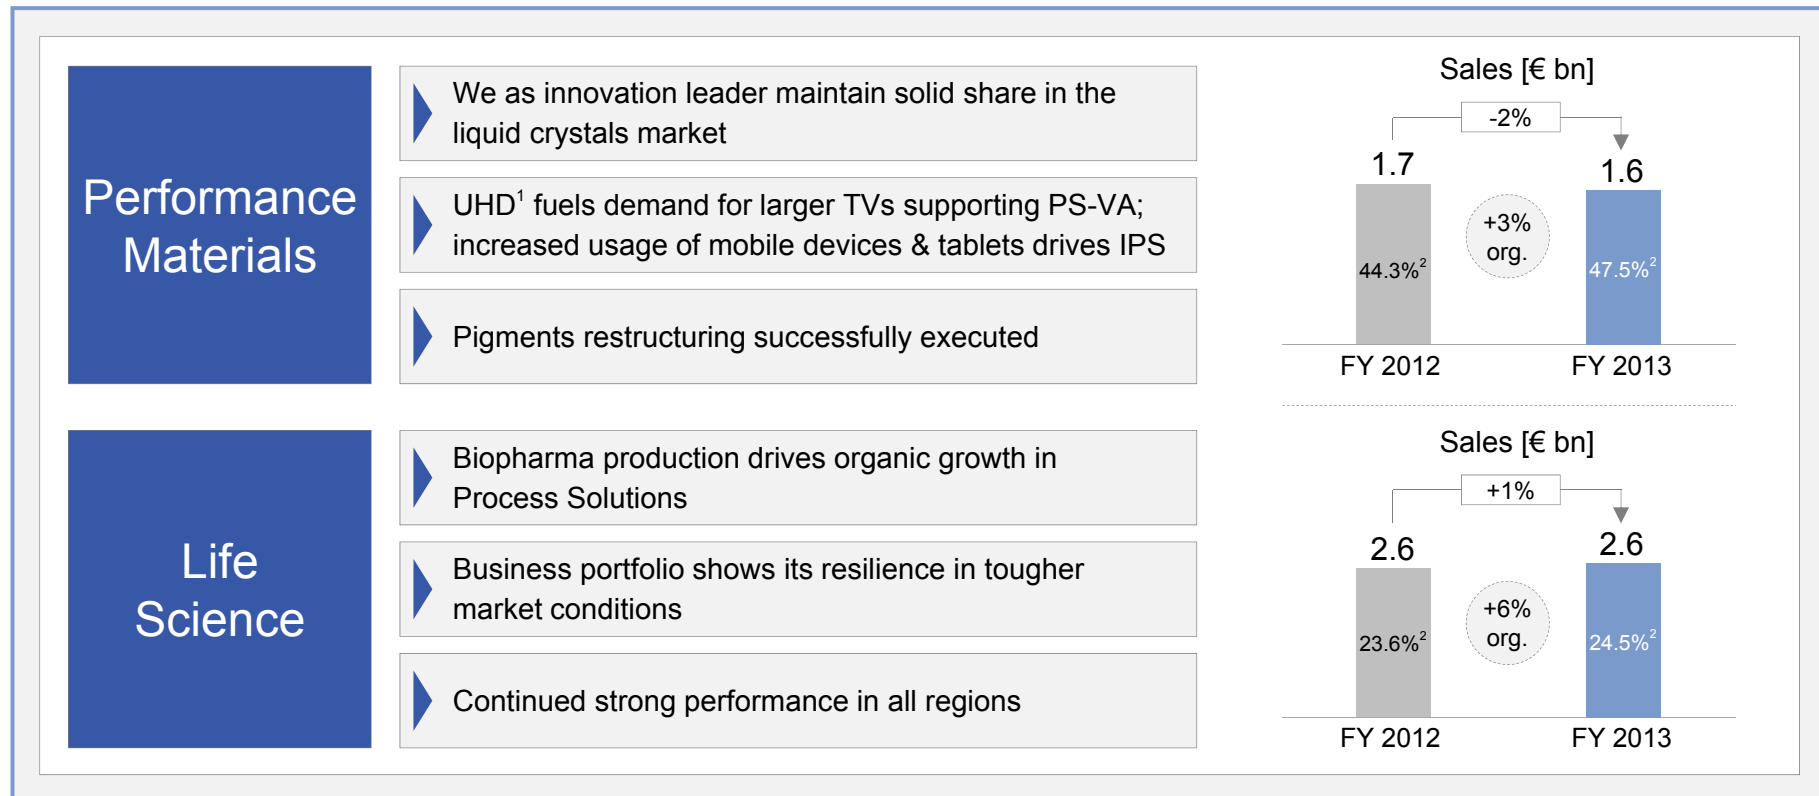 Performance
Materials
We as innovation leader maintain solid share in the
liquid crystals market
UHD¹ fuels demand for larger TVs supporting PS-VA;
increased usage of mobile devices & tablets drives IPS
Pigments restructuring successfully executed
Sales [€ bn]
-2%
1.7
1.6
+3%
org.
44.3%²
47.5%²
FY 2012
FY 2013
Life
Science
Biopharma production drives organic growth in
Process Solutions
Business portfolio shows its resilience in tougher
market conditions
Continued strong performance in all regions
Sales [€ bn]
+1%
2.6
2.6
+6%
org.
23.6%²
24.5%²
FY 2012
FY 2013